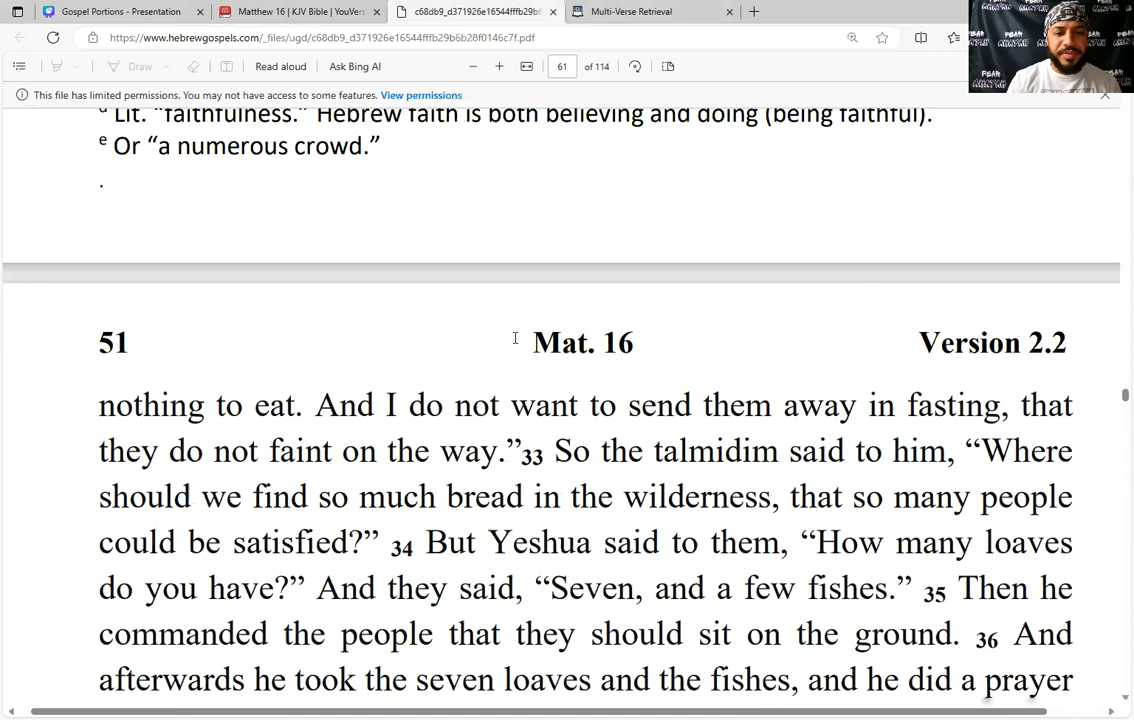 Gospel Portions - Presentation
Matthew 16 | KJV Bible | YouVers
c68db9_d371926e16544fffb29b6
Multi-Verse Retrieval
https://www.hebrewgospels.com/_files/ugd/c68db9_d371926e16544fffb29b6b28f0146c7f.pdf
Draw
Read aloud
Ask Bing AI
61
of 114
This file has limited permissions. You may not have access to some features. View permissions
FEAR
FEAR
d Lit. "faithfulness." Hebrew faith is both believing and doing (being faithful).
e Or “a numerous crowd.”
.
51 Mat. 16 Version 2.2
nothing to eat. And I do not want to send them away in fasting, that
they do not faint on the way.”33 So the talmidim said to him, “Where
should we find so much bread in the wilderness, that so many people
could be satisfied?” 34 But Yeshua said to them, “How many loaves
do you have?” And they said, “Seven, and a few fishes.” 35 Then he
commanded the people that they should sit on the ground. 36 And
afterwards he took the seven loaves and the fishes, and he did a prayer